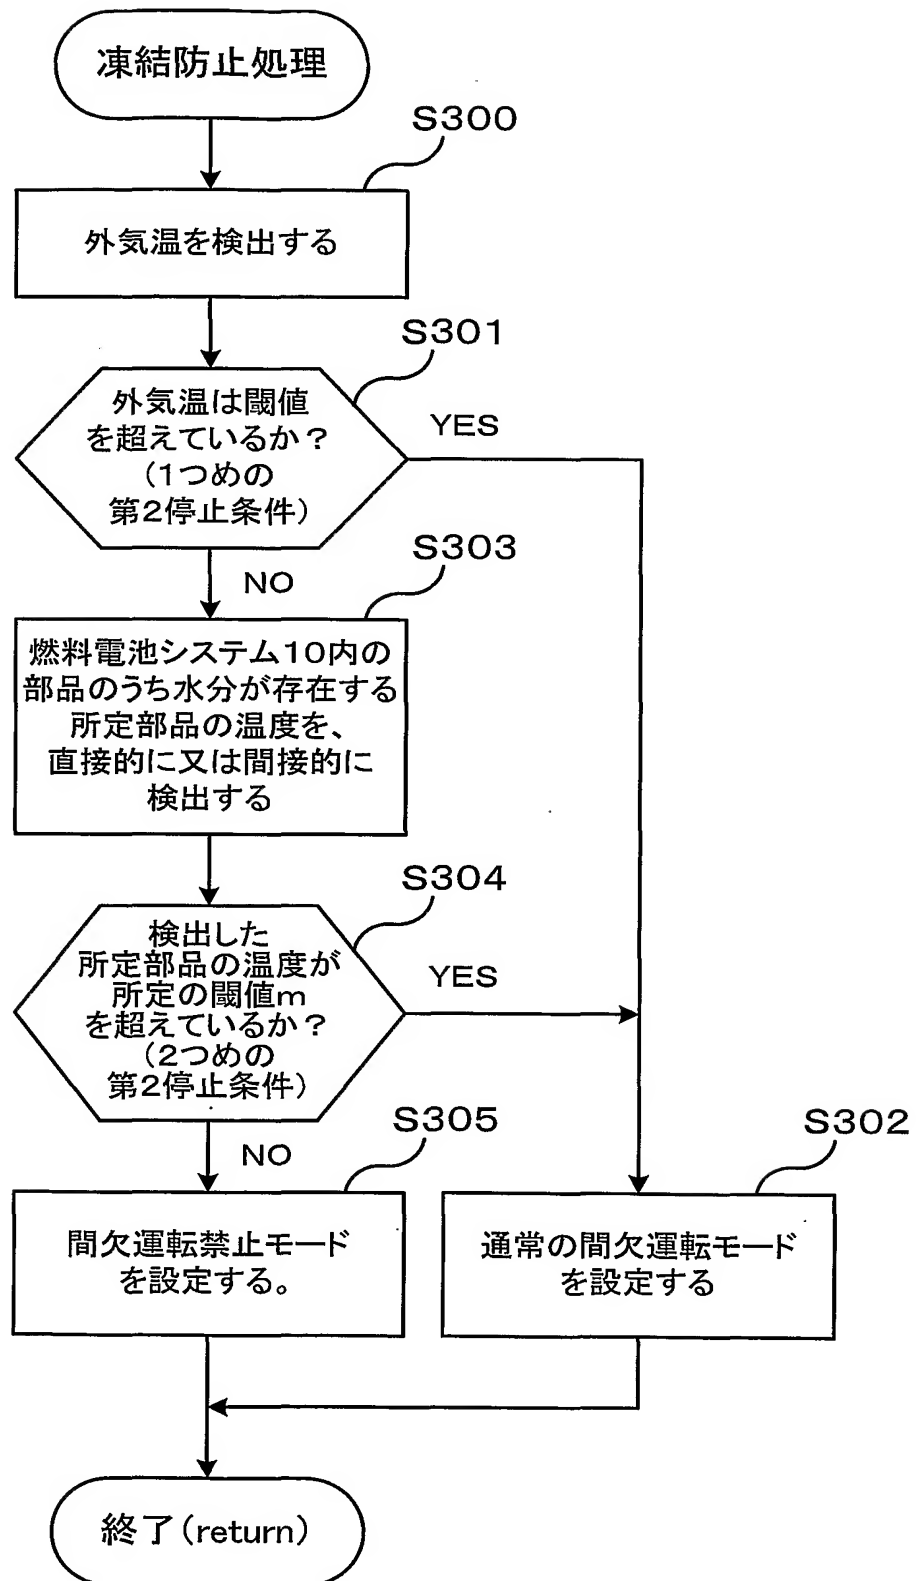 凍結防止処理
S300
外気温を検出する
S301
外気温は閾値
を超えているか？
(1つめの
第2停止条件)
YES
NO
S303
燃料電池システム10内の
部品のうち水分が存在する
所定部品の温度を、
直接的に又は間接的に
検出する
S304
検出した
所定部品の温度が
所定の閾値m
を超えているか？
(2つめの
第2停止条件)
YES
NO
S305
間欠運転禁止モード
を設定する。
S302
通常の間欠運転モード
を設定する
終了(return)